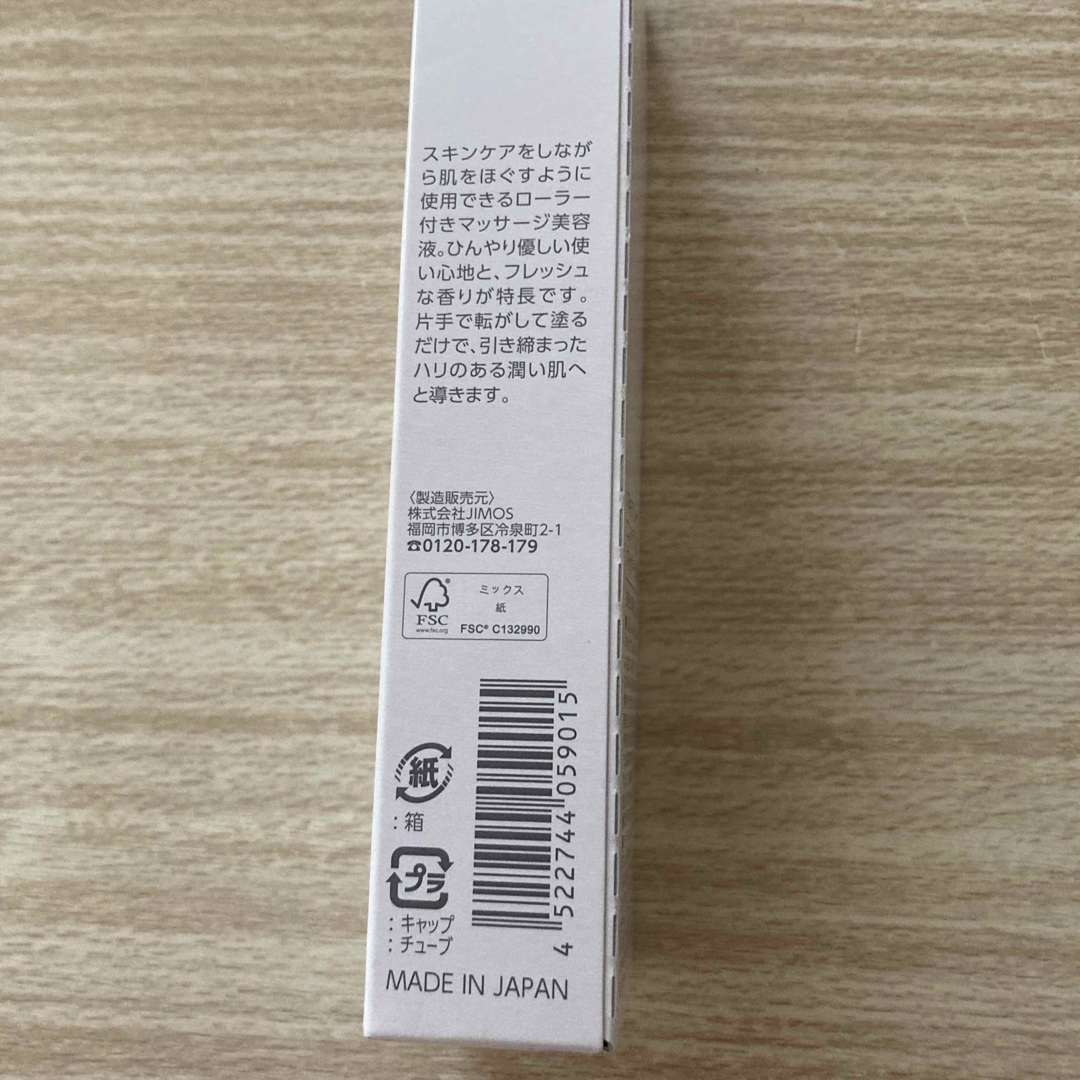 スキンケアをしなが
ら肌をほぐすように
使用できるローラー
付きマッサージ美容
液。ひんやり優しい使
い心地と、フレッシュ
な香りが特長です。
片手で転がして塗る
だけで、引き締まった
ハリのある潤い肌へ
と導きます。
〈製造販売元〉
株式会社JIMOS
福岡市博多区冷泉町2-1
☎0120-178-179
FSC
www.fsc.org
ミックス
紙
FSC® C132990
紙
：箱
プラ
：キャップ
：チューブ
4 522744 059015
MADE IN JAPAN